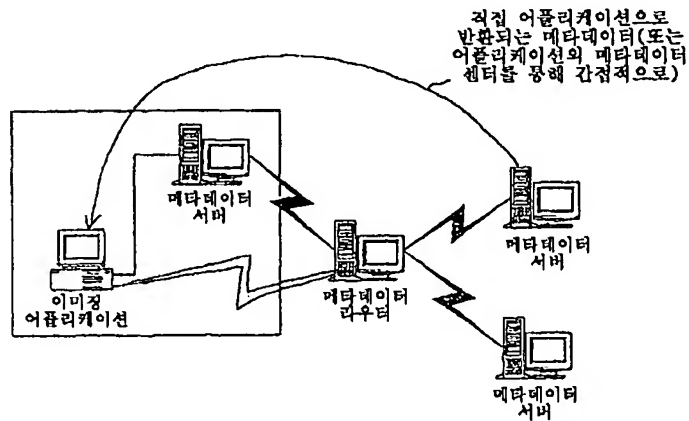 직접 어플리케이션으로
반환되는 메타데이터(또는
어플리케이션의 메타데이터
센터를 통해 간접적으로)
메타데이터
서버
메타데이터
서버
이미징
어플리케이션
메타데이터
라우터
메타데이터
서버